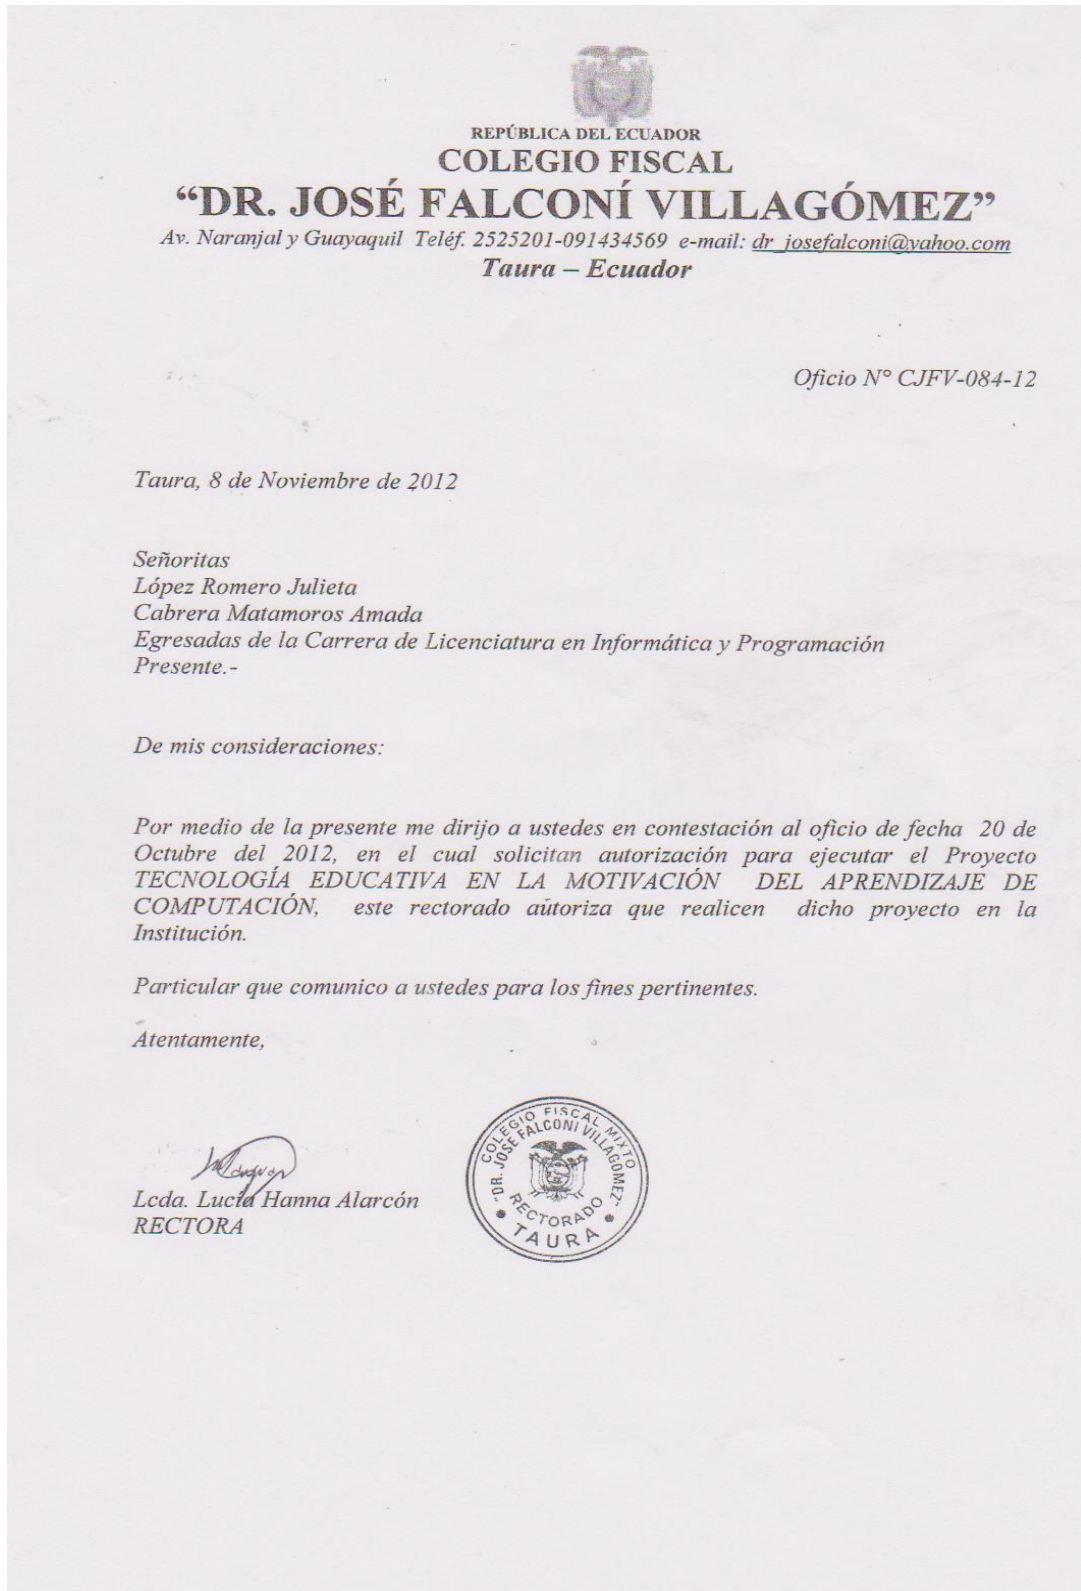 REPÚBLICA DEL ECUADOR
COLEGIO FISCAL
“DR. JOSÉ FALCONÍ VILLAGÓMEZ”
Av. Naranjal y Guayaquil Teléf. 2525201-091434569 e-mail: dr_josefalconi@yahoo.com
Taura – Ecuador
Oficio N° CJFV-084-12
Taura, 8 de Noviembre de 2012
Señoritas
López Romero Julieta
Cabrera Matamoros Amada
Egresadas de la Carrera de Licenciatura en Informática y Programación
Presente.-
De mis consideraciones:
Por medio de la presente me dirijo a ustedes en contestación al oficio de fecha 20 de
Octubre del 2012, en el cual solicitan autorización para ejecutar el Proyecto
TECNOLOGÍA EDUCATIVA EN LA MOTIVACIÓN DEL APRENDIZAJE DE
COMPUTACIÓN, este rectorado autoriza que realicen dicho proyecto en la
Institución.
Particular que comunico a ustedes para los fines pertinentes.
Atentamente,
Lcda. Lucía Hanna Alarcón
RECTORA
COLEGIO FISCAL MIXTO
"DR. JOSE FALCONI VILLAGOMEZ"
RECTORADO
TAURA